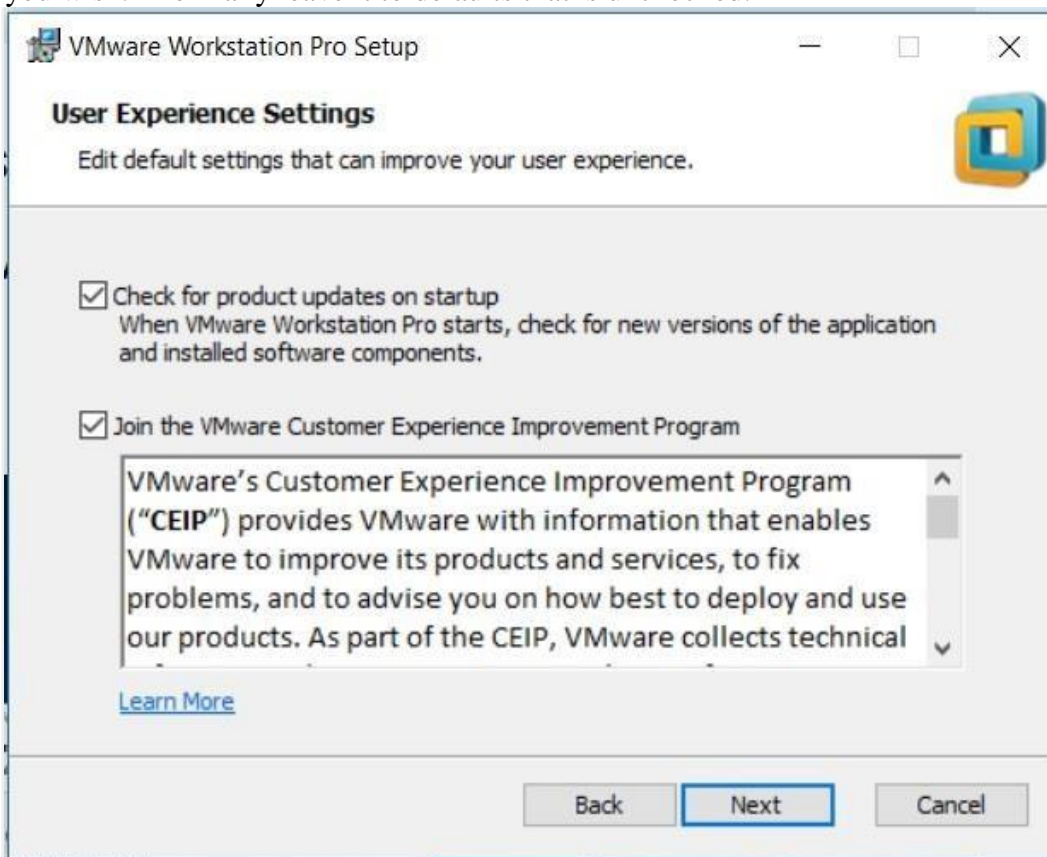 VMware Workstation Pro Setup
User Experience Settings
Edit default settings that can improve your user experience.
Check for product updates on startup
When VMware Workstation Pro starts, check for new versions of the application
and installed software components.
Join the VMware Customer Experience Improvement Program
VMware’s Customer Experience Improvement Program
(“CEIP”) provides VMware with information that enables
VMware to improve its products and services, to fix
problems, and to advise you on how best to deploy and use
our products. As part of the CEIP, VMware collects technical
Learn More
Back
Next
Cancel